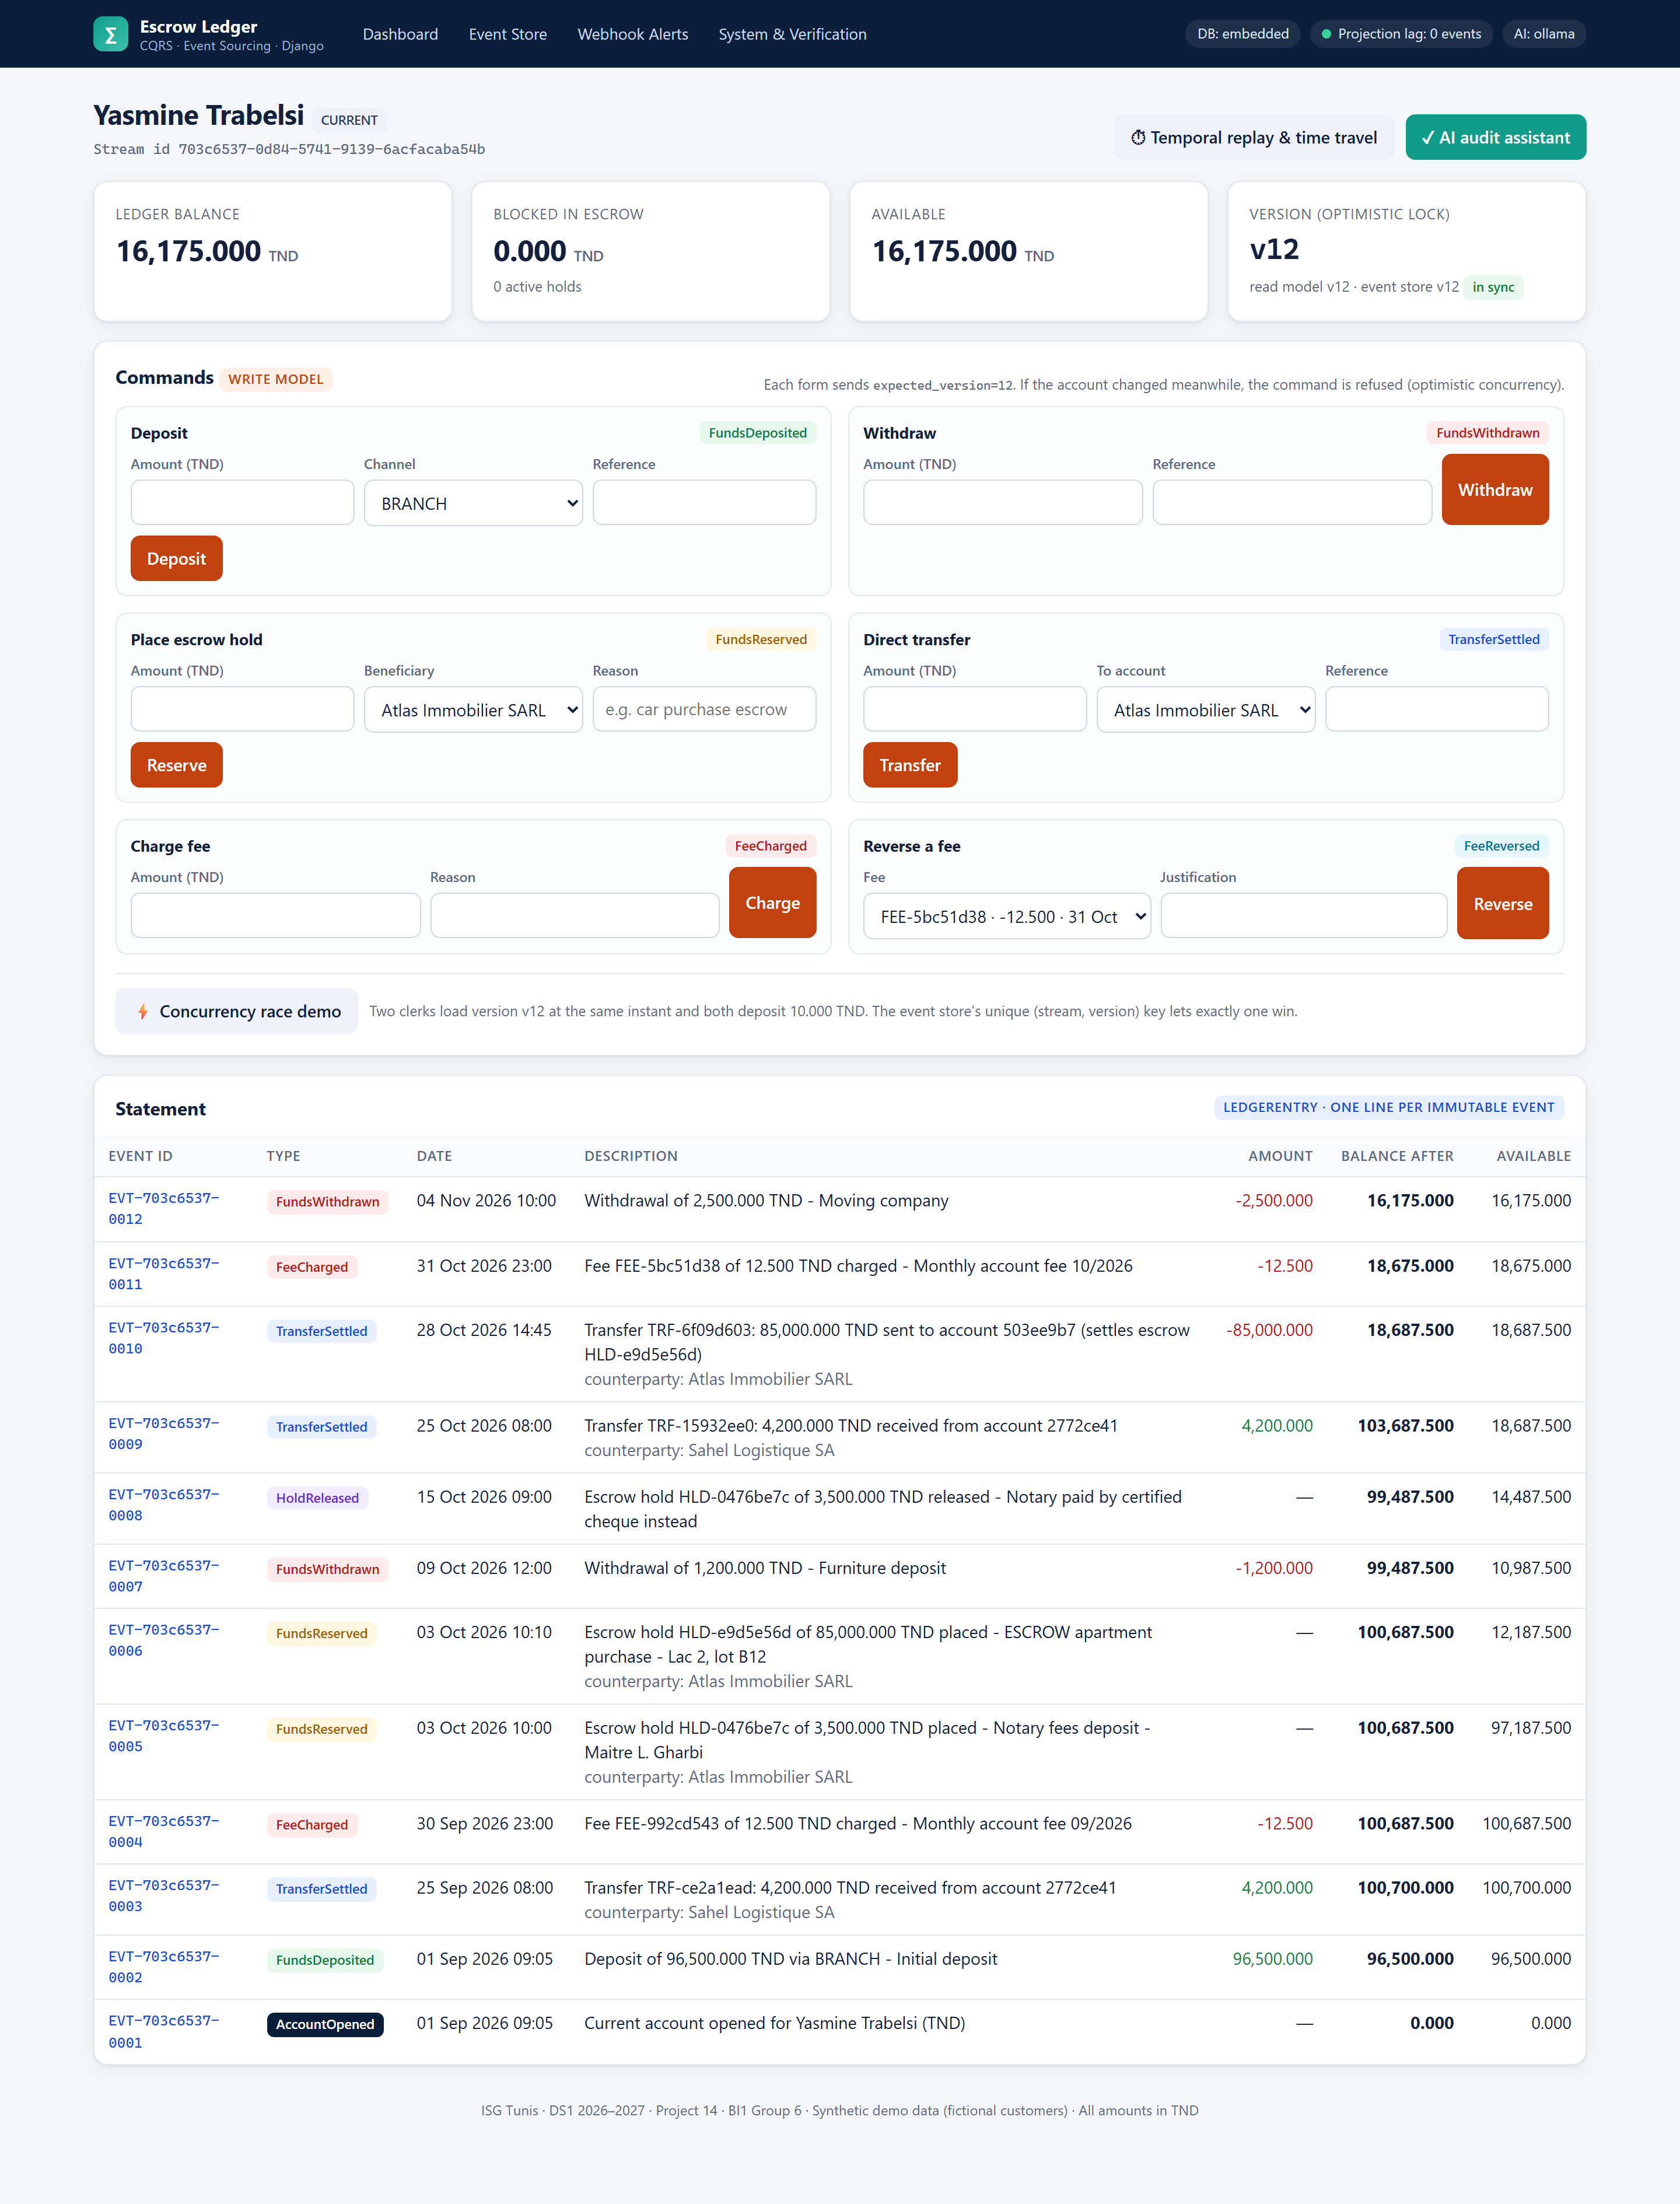 Σ
Escrow Ledger
CQRS · Event Sourcing · Django
Dashboard
Event Store
Webhook Alerts
System & Verification
DB: embedded
Projection lag: 0 events
AI: ollama
Yasmine Trabelsi CURRENT
Stream id 703c6537-0d84-5741-9139-6acfacaba54b
⏱ Temporal replay & time travel
✓ AI audit assistant
LEDGER BALANCE
16,175.000 TND
BLOCKED IN ESCROW
0.000 TND
0 active holds
AVAILABLE
16,175.000 TND
VERSION (OPTIMISTIC LOCK)
v12
read model v12 · event store v12 in sync
Commands WRITE MODEL
Each form sends expected_version=12. If the account changed meanwhile, the command is refused (optimistic concurrency).
Deposit FundsDeposited
Amount (TND) Channel Reference
BRANCH
Deposit
Withdraw FundsWithdrawn
Amount (TND) Reference
Withdraw
Place escrow hold FundsReserved
Amount (TND) Beneficiary Reason
Atlas Immobilier SARL e.g. car purchase escrow
Reserve
Direct transfer TransferSettled
Amount (TND) To account Reference
Atlas Immobilier SARL
Transfer
Charge fee FeeCharged
Amount (TND) Reason
Charge
Reverse a fee FeeReversed
Fee Justification
FEE-5bc51d38 · -12.500 · 31 Oct
Reverse
⚡ Concurrency race demo
Two clerks load version v12 at the same instant and both deposit 10.000 TND. The event store's unique (stream, version) key lets exactly one win.
Statement
LEDGERENTRY · ONE LINE PER IMMUTABLE EVENT
EVENT ID TYPE DATE DESCRIPTION AMOUNT BALANCE AFTER AVAILABLE
EVT-703c6537-
0012
FundsWithdrawn 04 Nov 2026 10:00 Withdrawal of 2,500.000 TND - Moving company -2,500.000 16,175.000 16,175.000
EVT-703c6537-
0011
FeeCharged 31 Oct 2026 23:00 Fee FEE-5bc51d38 of 12.500 TND charged - Monthly account fee 10/2026 -12.500 18,675.000 18,675.000
EVT-703c6537-
0010
TransferSettled 28 Oct 2026 14:45 Transfer TRF-6f09d603: 85,000.000 TND sent to account 503ee9b7 (settles escrow
HLD-e9d5e56d)
counterparty: Atlas Immobilier SARL
-85,000.000 18,687.500 18,687.500
EVT-703c6537-
0009
TransferSettled 25 Oct 2026 08:00 Transfer TRF-15932ee0: 4,200.000 TND received from account 2772ce41
counterparty: Sahel Logistique SA
4,200.000 103,687.500 18,687.500
EVT-703c6537-
0008
HoldReleased 15 Oct 2026 09:00 Escrow hold HLD-0476be7c of 3,500.000 TND released - Notary paid by certified
cheque instead
— 99,487.500 14,487.500
EVT-703c6537-
0007
FundsWithdrawn 09 Oct 2026 12:00 Withdrawal of 1,200.000 TND - Furniture deposit -1,200.000 99,487.500 10,987.500
EVT-703c6537-
0006
FundsReserved 03 Oct 2026 10:10 Escrow hold HLD-e9d5e56d of 85,000.000 TND placed - ESCROW apartment
purchase - Lac 2, lot B12
counterparty: Atlas Immobilier SARL
— 100,687.500 12,187.500
EVT-703c6537-
0005
FundsReserved 03 Oct 2026 10:00 Escrow hold HLD-0476be7c of 3,500.000 TND placed - Notary fees deposit -
Maitre L. Gharbi
counterparty: Atlas Immobilier SARL
— 100,687.500 97,187.500
EVT-703c6537-
0004
FeeCharged 30 Sep 2026 23:00 Fee FEE-992cd543 of 12.500 TND charged - Monthly account fee 09/2026 -12.500 100,687.500 100,687.500
EVT-703c6537-
0003
TransferSettled 25 Sep 2026 08:00 Transfer TRF-ce2a1ead: 4,200.000 TND received from account 2772ce41
counterparty: Sahel Logistique SA
4,200.000 100,700.000 100,700.000
EVT-703c6537-
0002
FundsDeposited 01 Sep 2026 09:05 Deposit of 96,500.000 TND via BRANCH - Initial deposit 96,500.000 96,500.000 96,500.000
EVT-703c6537-
0001
AccountOpened 01 Sep 2026 09:05 Current account opened for Yasmine Trabelsi (TND) — 0.000 0.000
ISG Tunis · DS1 2026–2027 · Project 14 · BI1 Group 6 · Synthetic demo data (fictional customers) · All amounts in TND